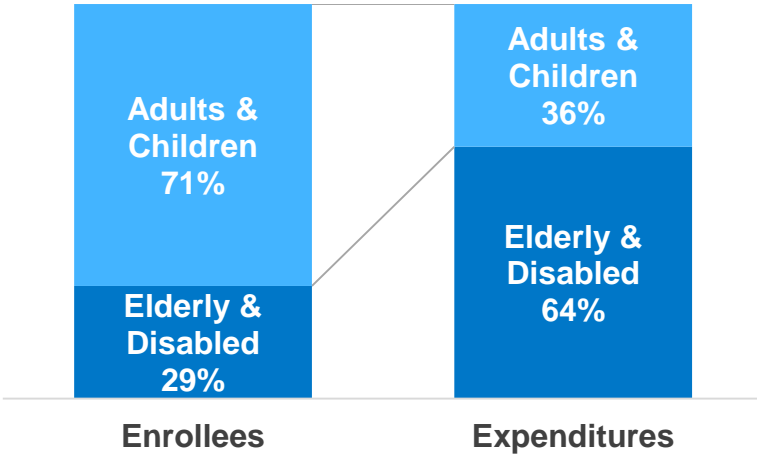 Adults &
Children
71%
Elderly &
Disabled
29%
Enrollees
Adults &
Children
36%
Elderly &
Disabled
64%
Expenditures